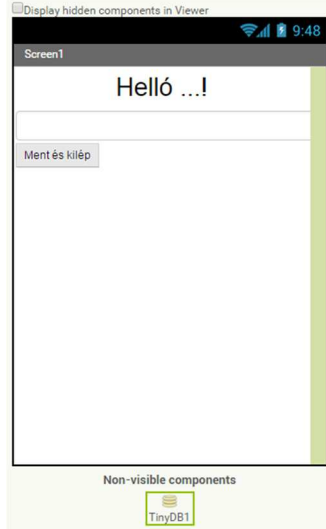 Display hidden components in Viewer
9:48
Screen1
Helló ...!
Ment és kilép
Non-visible components
TinyDB1